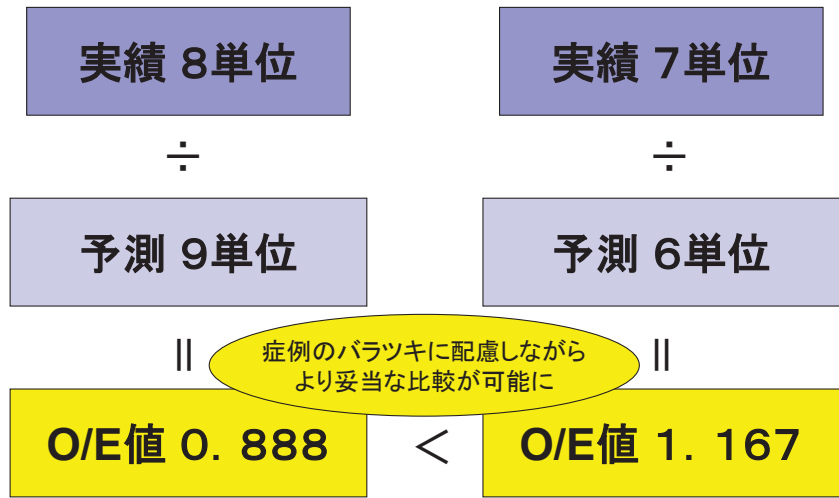 実績 8単位
実績 7単位
÷
÷
予測 9単位
予測 6単位
=
=
症例のバラツキに配慮しながら
より妥当な比較が可能に
O/E値 0. 888
<
O/E値 1. 167